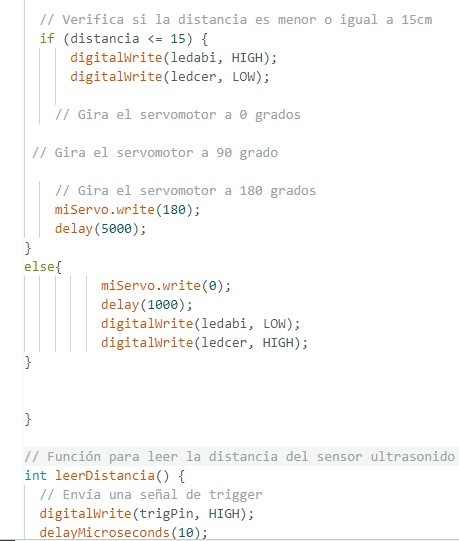 // Verifica si la distancia es menor o igual a 15cm
if (distancia <= 15) {
digitalWrite(ledabi, HIGH);
digitalWrite(ledcer, LOW);
// Gira el servomotor a 0 grados
// Gira el servomotor a 90 grado
// Gira el servomotor a 180 grados
miServo.write(180);
delay(5000);
}
else{
miServo.write(0);
delay(1000);
digitalWrite(ledabi, LOW);
digitalWrite(ledcer, HIGH);
}
}
// Función para leer la distancia del sensor ultrasonido
int leerDistancia() {
// Envía una señal de trigger
digitalWrite(trigPin, HIGH);
delayMicroseconds(10);